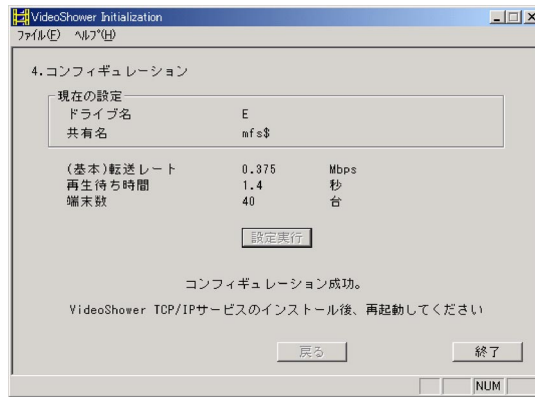 VideoShower Initialization
ファイル(F) ヘルプ(H)
4.コンフィギュレーション
現在の設定
ドライブ名 E
共有名 mfs$
(基本)転送レート 0.375 Mbps
再生待ち時間 1.4 秒
端末数 40 台
設定実行
コンフィギュレーション成功。
VideoShower TCP/IPサービスのインストール後、再起動してください
戻る 終了
NUM